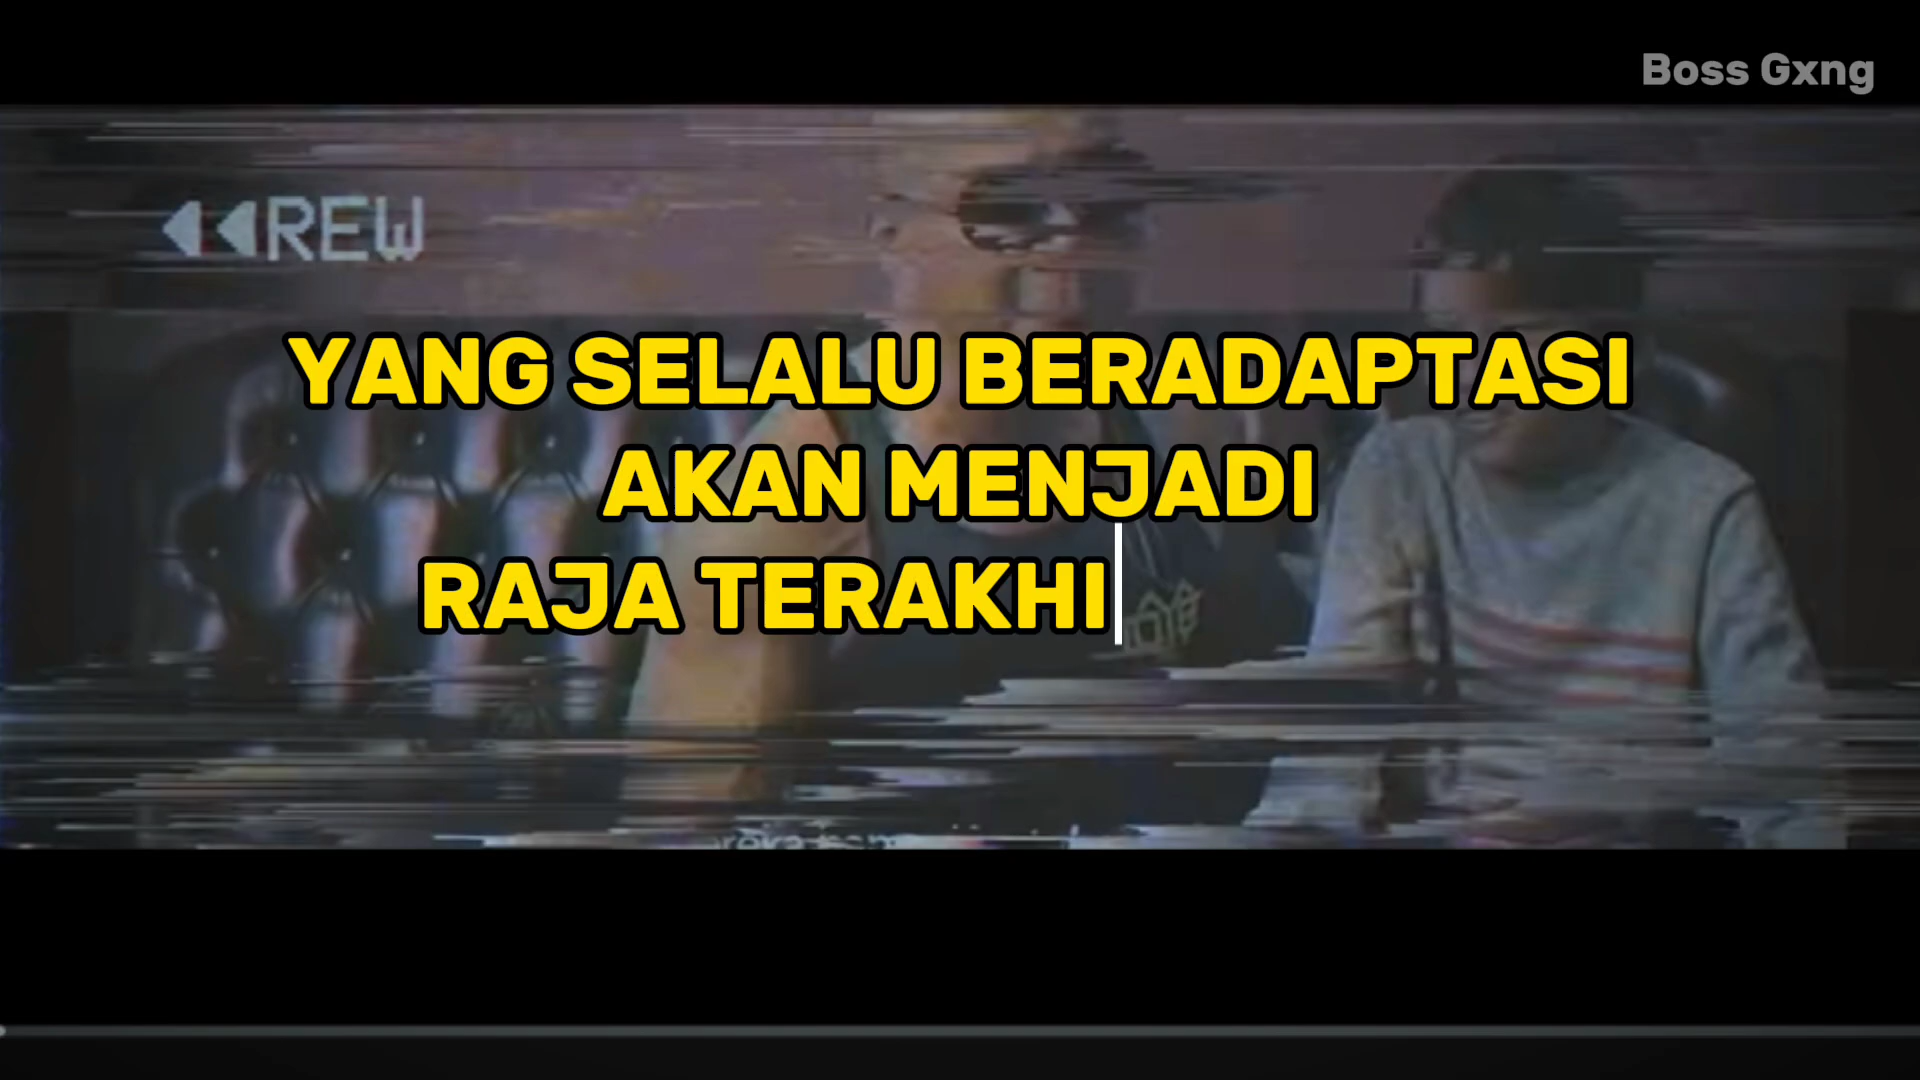 Boss Gxng
REW
YANG SELALU BERADAPTASI
AKAN MENJADI
RAJA TERAKHI